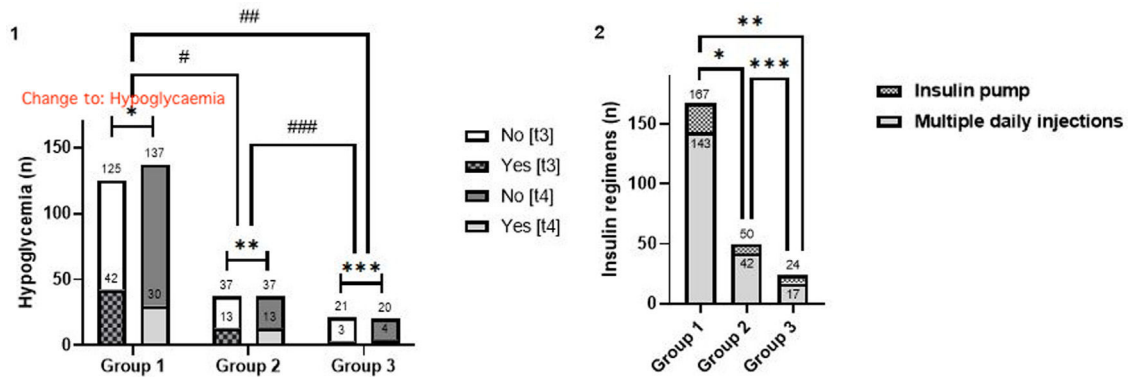 1
##
#
Change to: Hypoglycaemia
*
###
Hypoglycemia (n)
150
100
50
0
125
137
42
30
**
37
37
13
13
***
21
20
3
4
Group 1
Group 2
Group 3
No [t3]
Yes [t3]
No [t4]
Yes [t4]
2
**
*
***
Insulin regimens (n)
150
100
50
0
167
143
50
42
24
17
Group 1
Group 2
Group 3
Insulin pump
Multiple daily injections